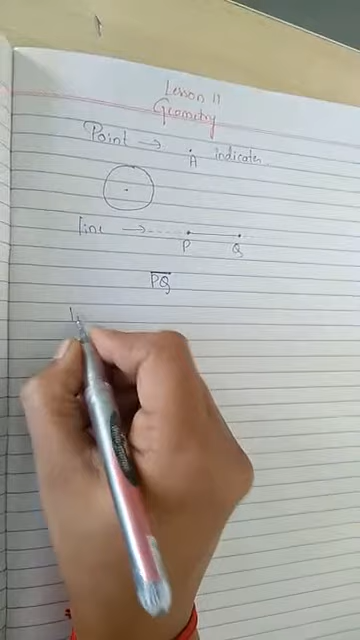 Lesson 11
Geometry
Point → A indicates
line → P Q
PQ